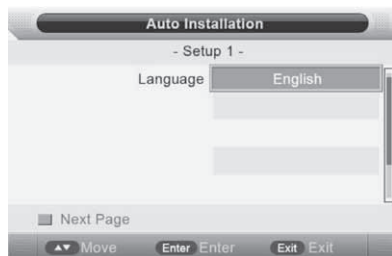 Auto Installation
- Setup 1 -
Language English
Next Page
Move Enter Enter Exit Exit